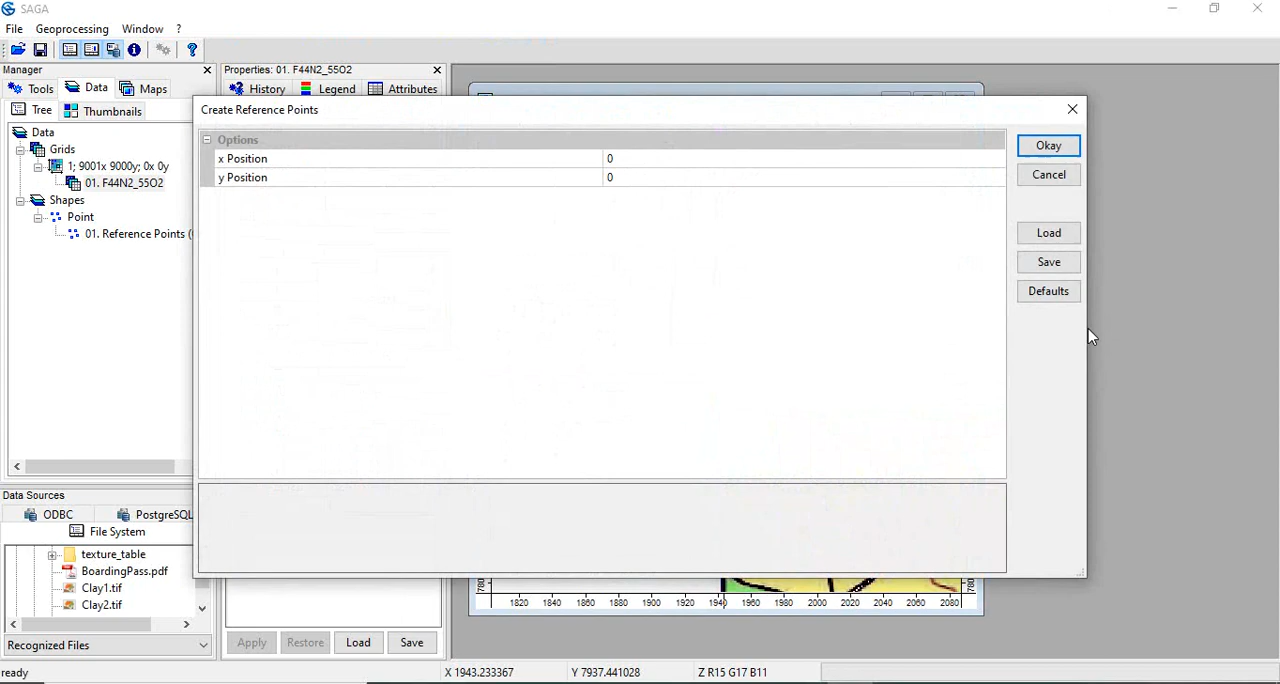 SAGA
File Geoprocessing Window ?
Manager
Tools Data Maps
Tree Thumbnails
Data
Grids
1; 9001x 9000y; 0x 0y
01. F44N2_55O2
Shapes
Point
01. Reference Points (
Properties: 01. F44N2_55O2
History Legend Attributes
Create Reference Points
Options
x Position 0
y Position 0
Okay
Cancel
Load
Save
Defaults
Data Sources
ODBC PostgreSQL
File System
texture_table
BoardingPass.pdf
Clay1.tif
Clay2.tif
Recognized Files
Apply Restore Load Save
780 780
1820 1840 1860 1880 1900 1920 1940 1960 1980 2000 2020 2040 2060 2080
ready X 1943.233367 Y 7937.441028 Z R15 G17 B11